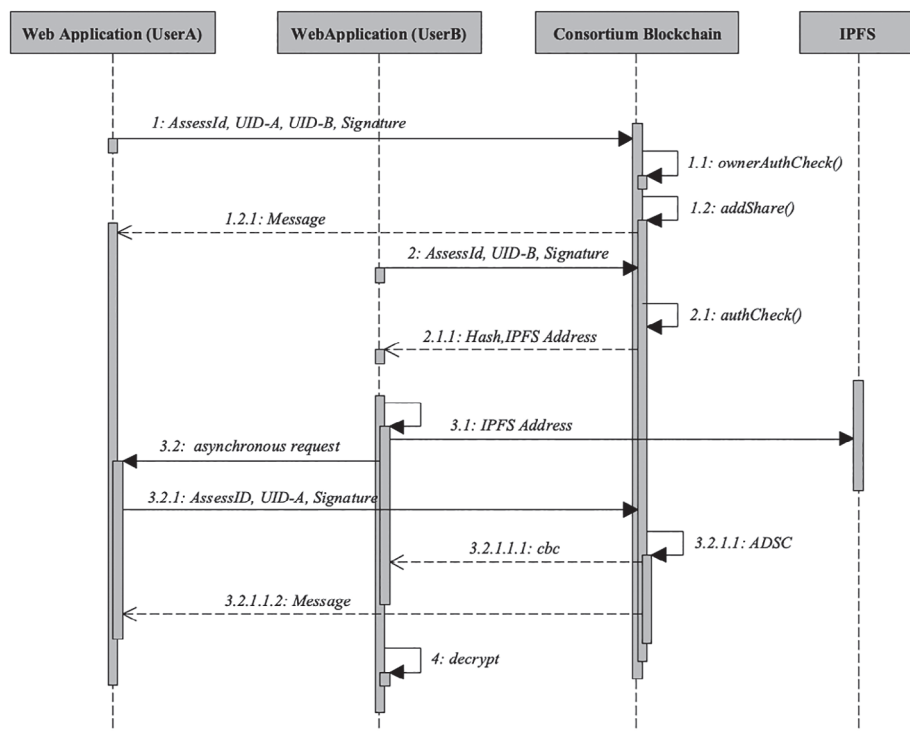 Web Application (UserA)
WebApplication (UserB)
Consortium Blockchain
IPFS
1: AssessId, UID-A, UID-B, Signature
1.1: ownerAuthCheck()
1.2: addShare()
1.2.1: Message
2: AssessId, UID-B, Signature
2.1: authCheck()
2.1.1: Hash,IPFS Address
3.1: IPFS Address
3.2: asynchronous request
3.2.1: AssessID, UID-A, Signature
3.2.1.1: ADSC
3.2.1.1.1: cbc
3.2.1.1.2: Message
4: decrypt